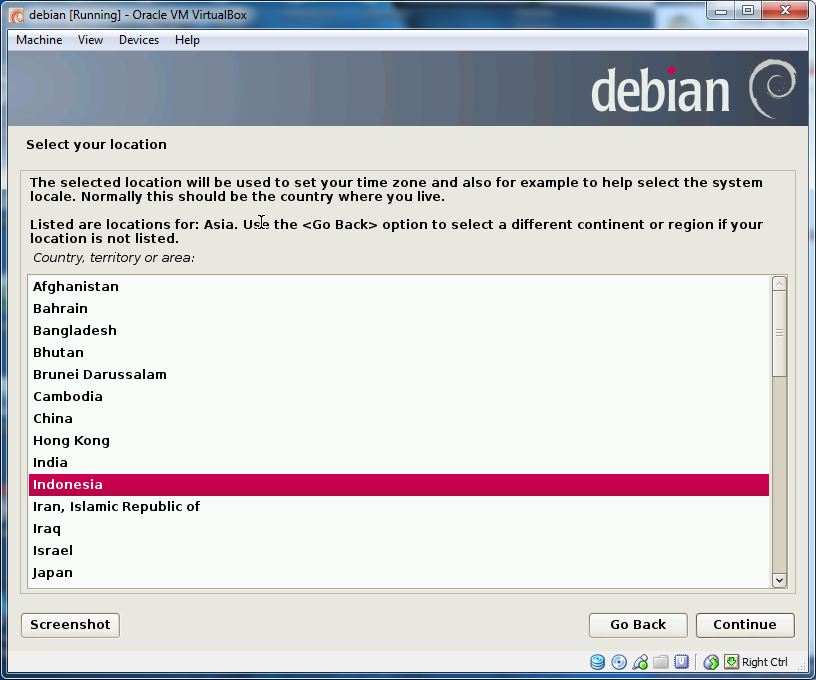 debian [Running] - Oracle VM VirtualBox
Machine View Devices Help
debian
Select your location
The selected location will be used to set your time zone and also for example to help select the system
locale. Normally this should be the country where you live.
Listed are locations for: Asia. Use the <Go Back> option to select a different continent or region if your
location is not listed.
Country, territory or area:
Afghanistan
Bahrain
Bangladesh
Bhutan
Brunei Darussalam
Cambodia
China
Hong Kong
India
Indonesia
Iran, Islamic Republic of
Iraq
Israel
Japan
Screenshot Go Back Continue
Right Ctrl